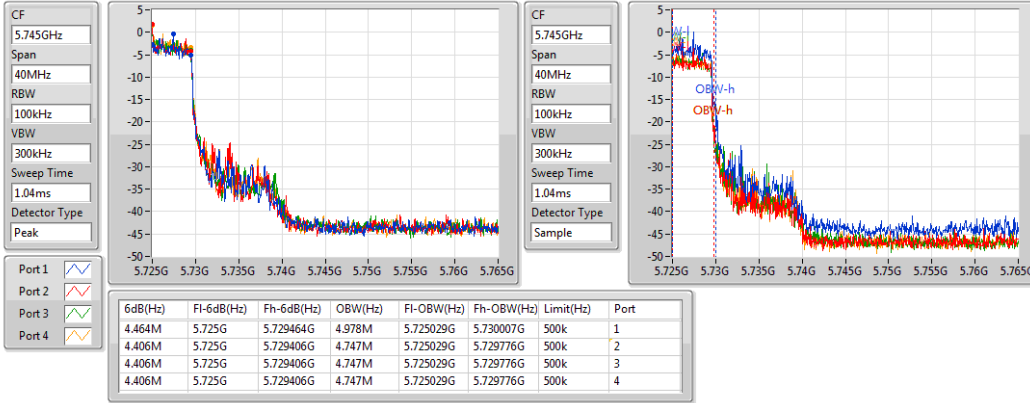 CF
5.745GHz
Span
40MHz
RBW
100kHz
VBW
300kHz
Sweep Time
1.04ms
Detector Type
Peak
Port 1
Port 2
Port 3
Port 4
5
0
-5
-10
-15
-20
-25
-30
-35
-40
-45
-50
5.725G 5.73G 5.735G 5.74G 5.745G 5.75G 5.755G 5.76G 5.765G
CF
5.745GHz
Span
40MHz
RBW
100kHz
VBW
300kHz
Sweep Time
1.04ms
Detector Type
Sample
5
0
-5
-10
-15
-20
-25
-30
-35
-40
-45
-50
OBW-h
OBW-h
5.725G 5.73G 5.735G 5.74G 5.745G 5.75G 5.755G 5.76G 5.765G
6dB(Hz) Fl-6dB(Hz) Fh-6dB(Hz) OBW(Hz) Fl-OBW(Hz) Fh-OBW(Hz) Limit(Hz) Port
4.464M 5.725G 5.729464G 4.978M 5.725029G 5.730007G 500k 1
4.406M 5.725G 5.729406G 4.747M 5.725029G 5.729776G 500k 2
4.406M 5.725G 5.729406G 4.747M 5.725029G 5.729776G 500k 3
4.406M 5.725G 5.729406G 4.747M 5.725029G 5.729776G 500k 4